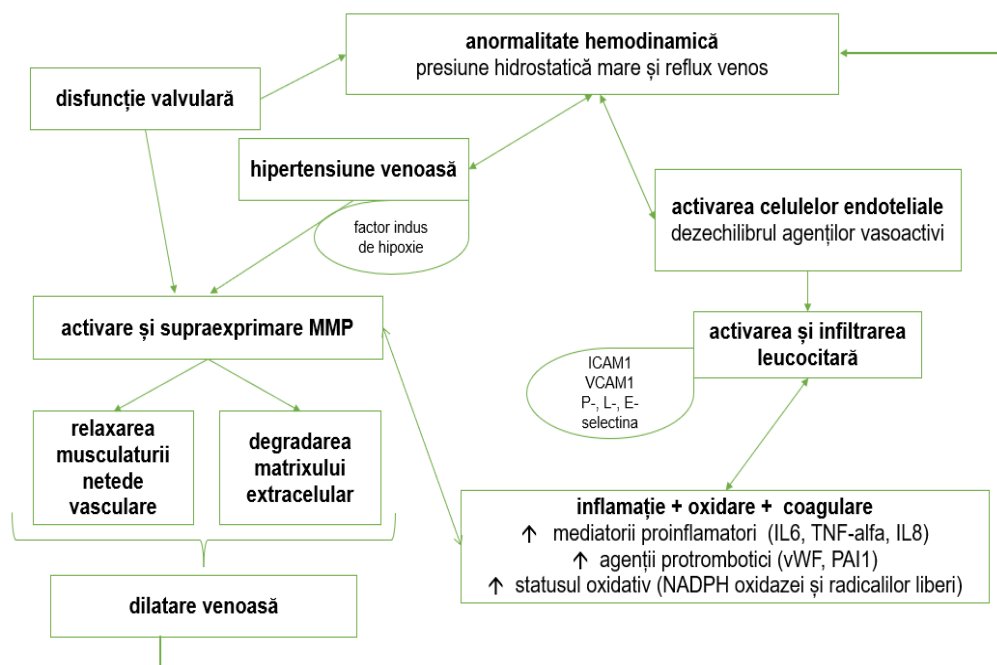 anormalitate hemodinamică
presiune hidrostatică mare și reflux venos
disfuncție valvulară
hipertensiune venoasă
factor indus
de hipoxie
activarea celulelor endoteliale
dezechilibrul agenților vasoactivi
activare și supraexprimare MMP
activarea și infiltrarea
leucocitară
ICAM1
VCAM1
P-, L-, E-
selectina
relaxarea
musculaturii
netede
vasculare
degradarea
matrixului
extracelular
inflamație + oxidare + coagulare
↑ mediatorii proinflamatori (IL6, TNF-alfa, IL8)
↑ agenții protrombotici (vWF, PAI1)
↑ statusul oxidativ (NADPH oxidazei și radicalilor liberi)
dilatare venoasă